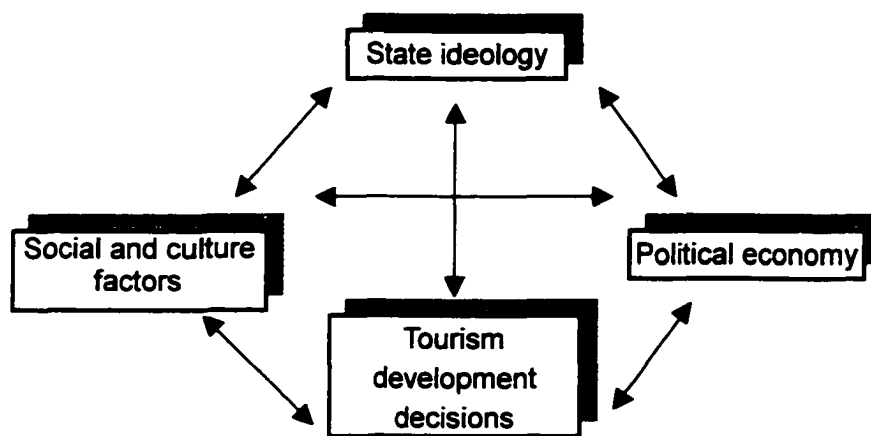 State ideology
Social and culture
factors
Political economy
Tourism
development
decisions